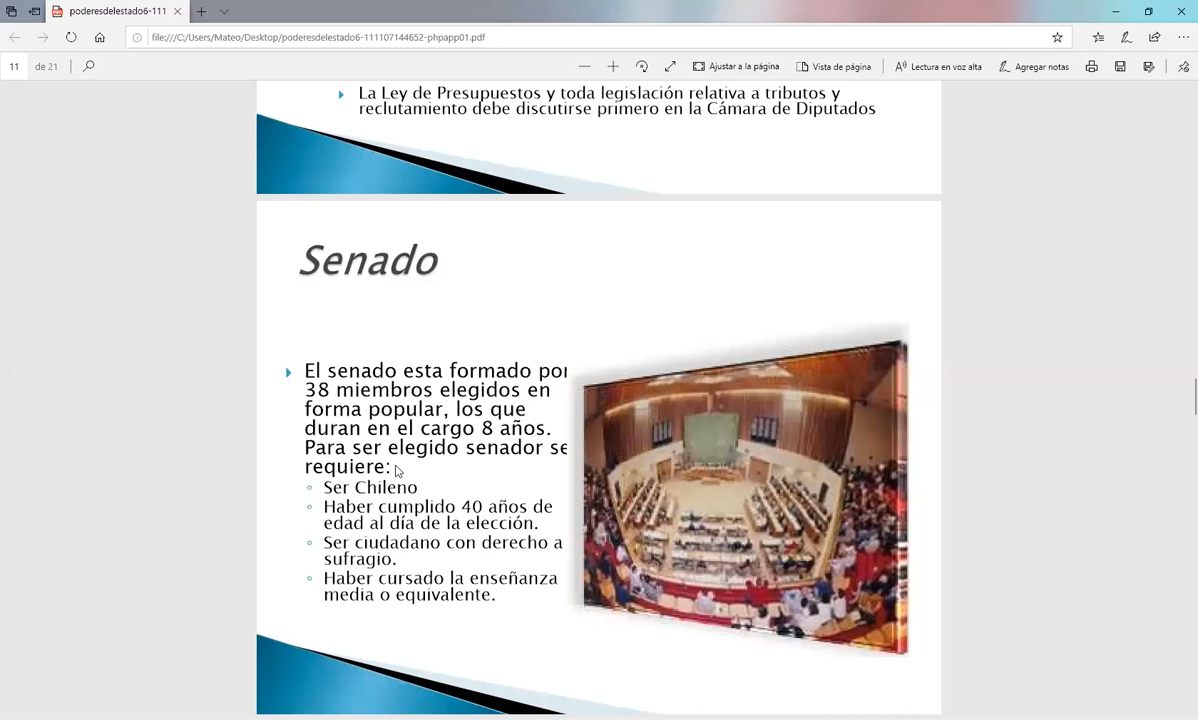 poderesdelestado6-111
file:///C:/Users/Mateo/Desktop/poderesdelestado6-111107144652-phpapp01.pdf
11 de 21
Ajustar a la página
Vista de página
Lectura en voz alta
Agregar notas
La Ley de Presupuestos y toda legislación relativa a tributos y
reclutamiento debe discutirse primero en la Cámara de Diputados
Senado
El senado esta formado por
38 miembros elegidos en
forma popular, los que
duran en el cargo 8 años.
Para ser elegido senador se
requiere:
Ser Chileno
Haber cumplido 40 años de
edad al día de la elección.
Ser ciudadano con derecho a
sufragio.
Haber cursado la enseñanza
media o equivalente.